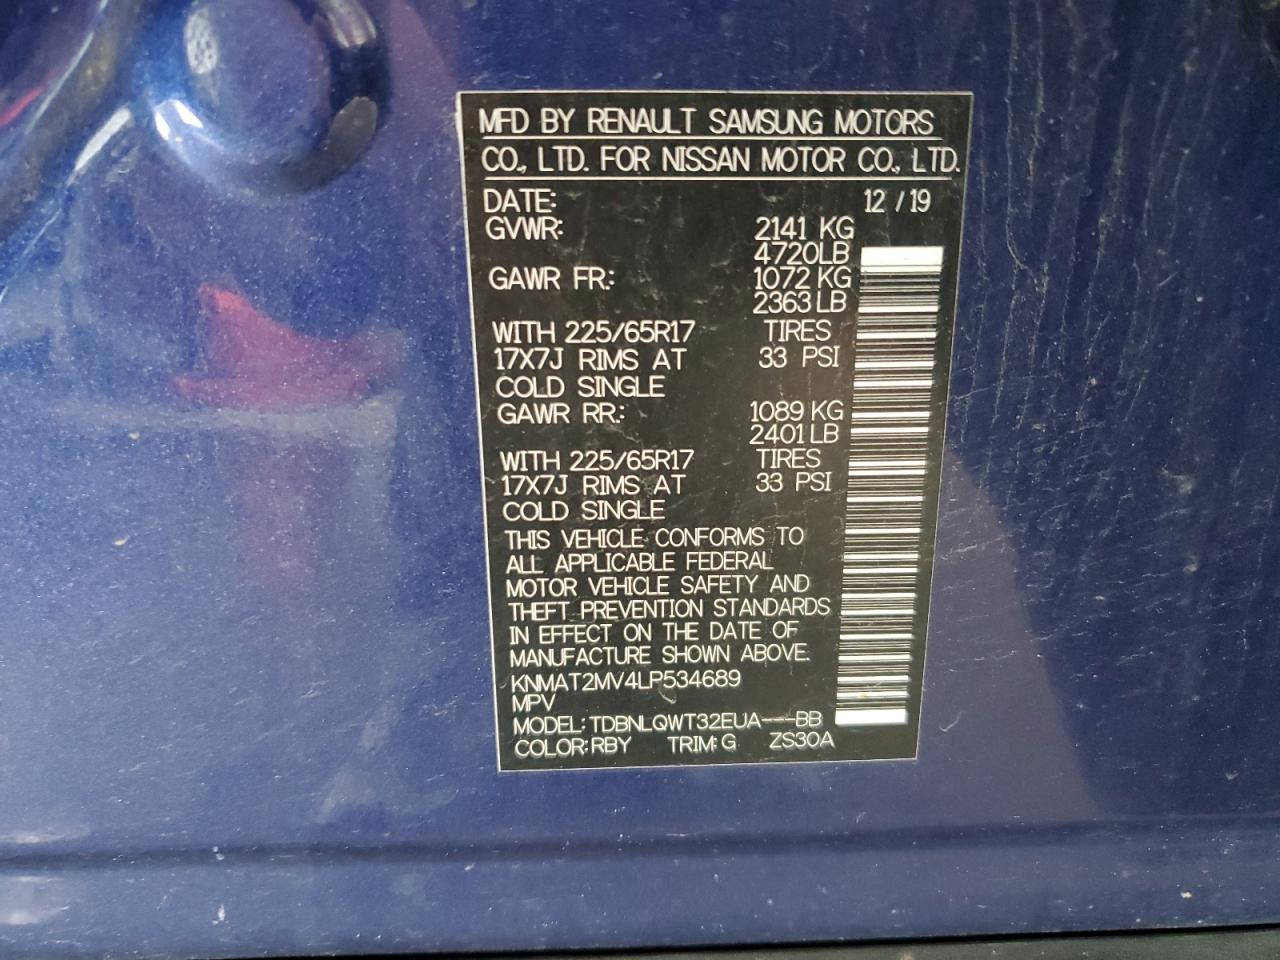 MFD BY RENAULT SAMSUNG MOTORS
CO., LTD. FOR NISSAN MOTOR CO., LTD.
DATE: 12 / 19
GVWR: 2141 KG
4720LB
GAWR FR.: 1072 KG
2363 LB
WITH 225/65R17 TIRES
17X7J RIMS AT 33 PSI
COLD SINGLE
GAWR RR.: 1089 KG
2401 LB
WITH 225/65R17 TIRES
17X7J RIMS AT 33 PSI
COLD SINGLE
THIS VEHICLE CONFORMS TO
ALL APPLICABLE FEDERAL
MOTOR VEHICLE SAFETY AND
THEFT PREVENTION STANDARDS
IN EFFECT ON THE DATE OF
MANUFACTURE SHOWN ABOVE.
KNMAT2MV4LP534689
MPV
MODEL: TDBNLQWT32EUA---BB
COLOR:RBY TRIM:G ZS30A